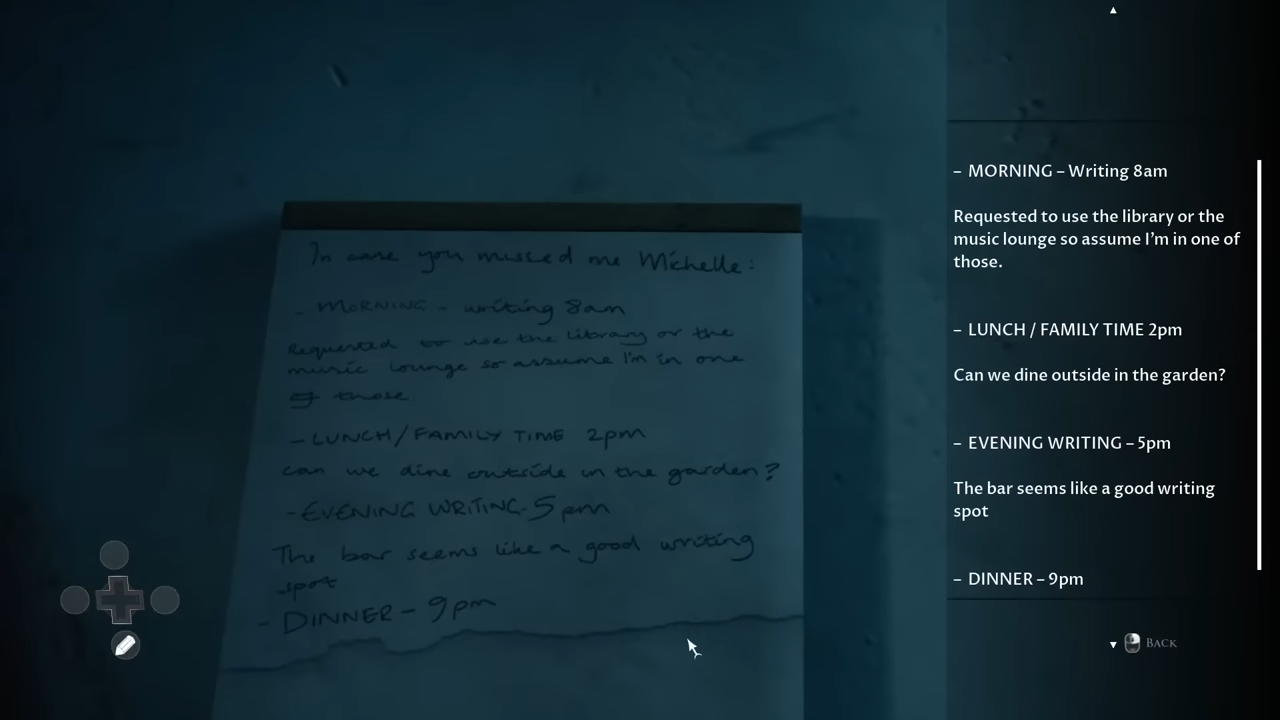 In case you missed me Michelle:
- MORNING - writing 8am
Requested to use the library or the
music lounge so assume I'm in one
of those.
- LUNCH/FAMILY TIME 2pm
can we dine outside in the garden?
- EVENING WRITING - 5pm
The bar seems like a good writing
spot
- DINNER - 9pm
– MORNING – Writing 8am
Requested to use the library or the
music lounge so assume I'm in one of
those.
– LUNCH / FAMILY TIME 2pm
Can we dine outside in the garden?
– EVENING WRITING – 5pm
The bar seems like a good writing
spot
– DINNER – 9pm
BACK